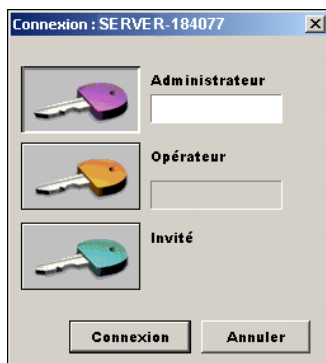 Connexion : SERVER-184077
Administrateur
Opérateur
Invité
Connexion
Annuler